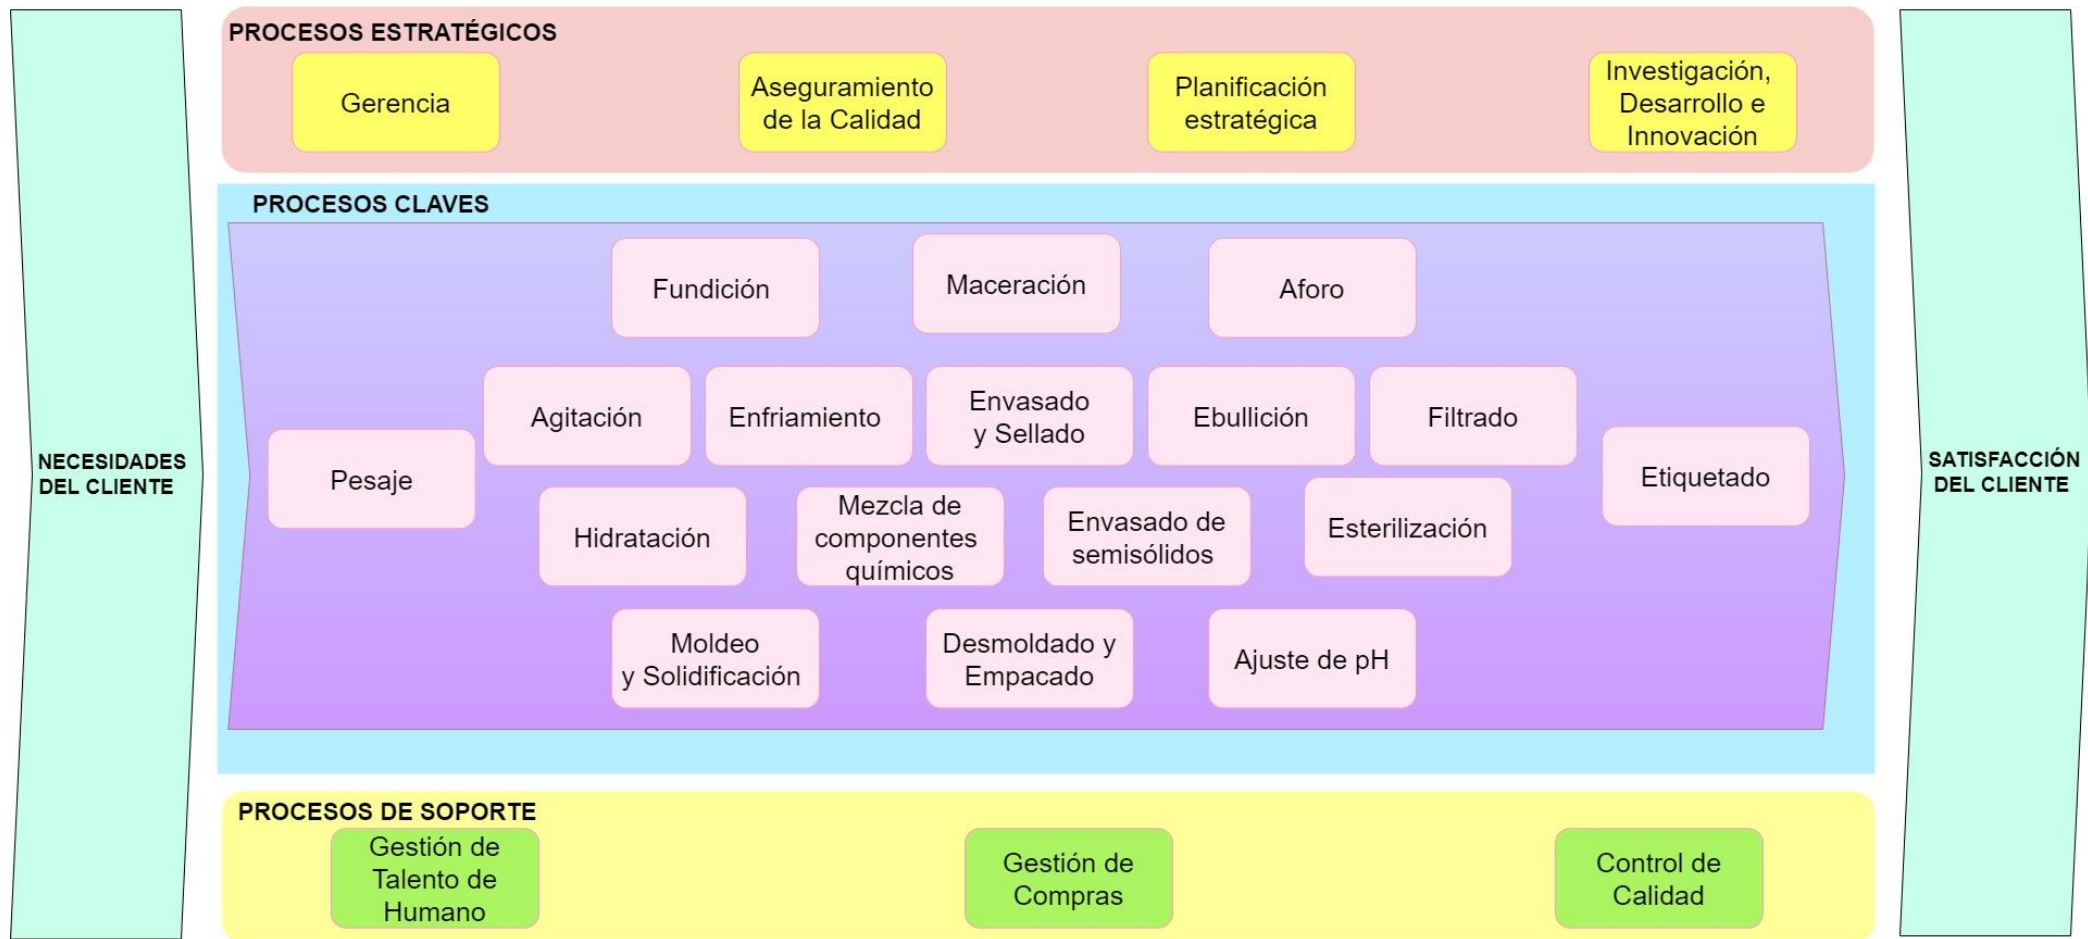 PROCESOS ESTRATÉGICOS
Gerencia
Aseguramiento
de la Calidad
Planificación
estratégica
Investigación,
Desarrollo e
Innovación
PROCESOS CLAVES
Fundición
Maceración
Aforo
Agitación
Enfriamiento
Envasado
y Sellado
Ebullición
Filtrado
NECESIDADES
DEL CLIENTE
Pesaje
Etiquetado
SATISFACCIÓN
DEL CLIENTE
Hidratación
Mezcla de
componentes
químicos
Envasado de
semisólidos
Esterilización
Moldeo
y Solidificación
Desmoldado y
Empacado
Ajuste de pH
PROCESOS DE SOPORTE
Gestión de
Talento de
Humano
Gestión de
Compras
Control de
Calidad